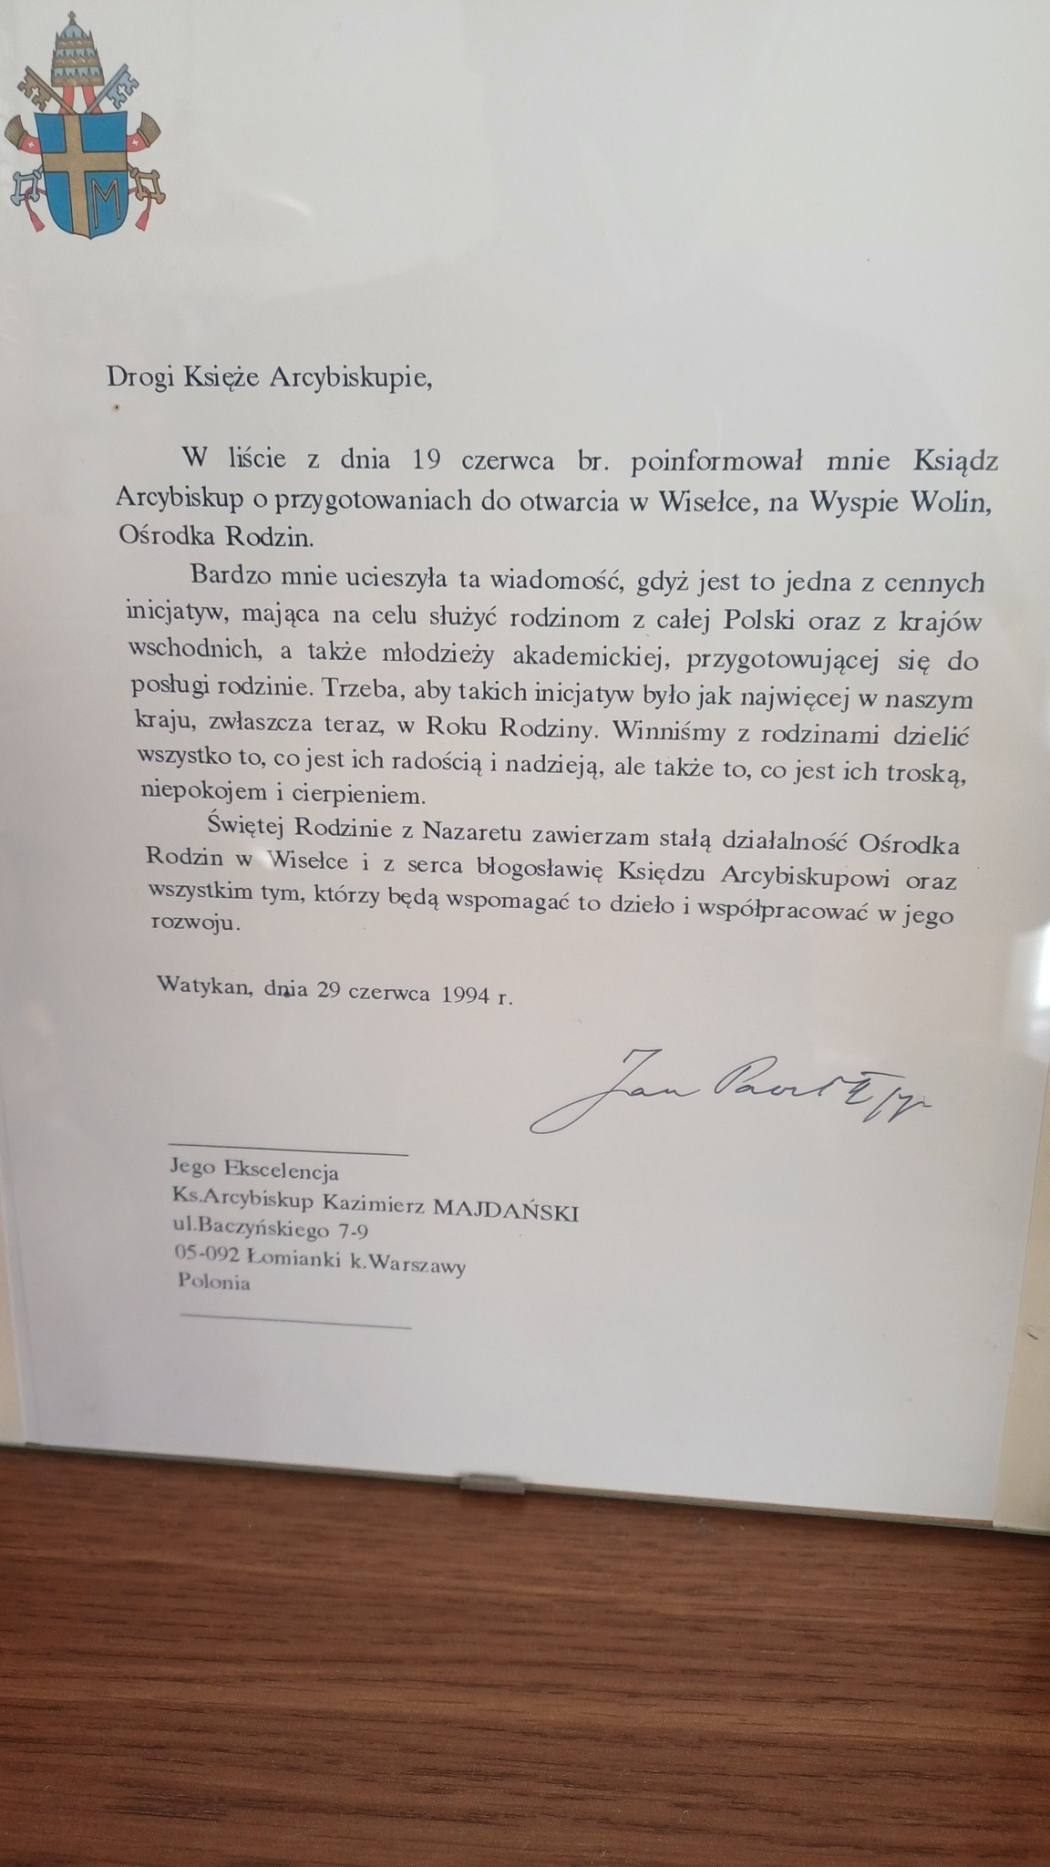 M
Drogi Księże Arcybiskupie,
W liście z dnia 19 czerwca br. poinformował mnie Ksiądz
Arcybiskup o przygotowaniach do otwarcia w Wisełce, na Wyspie Wolin,
Ośrodka Rodzin.
Bardzo mnie ucieszyła ta wiadomość, gdyż jest to jedna z cennych
inicjatyw, mająca na celu służyć rodzinom z całej Polski oraz z krajów
wschodnich, a także młodzieży akademickiej, przygotowującej się do
posługi rodzinie. Trzeba, aby takich inicjatyw było jak najwięcej w naszym
kraju, zwłaszcza teraz, w Roku Rodziny. Winniśmy z rodzinami dzielić
wszystko to, co jest ich radością i nadzieją, ale także to, co jest ich troską,
niepokojem i cierpieniem.
Świętej Rodzinie z Nazaretu zawierzam stałą działalność Ośrodka
Rodzin w Wisełce i z serca błogosławię Księdzu Arcybiskupowi oraz
wszystkim tym, którzy będą wspomagać to dzieło i współpracować w jego
rozwoju.
Watykan, dnia 29 czerwca 1994 r.
Jan Paweł II pp
Jego Ekscelencja
Ks.Arcybiskup Kazimierz MAJDAŃSKI
ul.Baczyńskiego 7-9
05-092 Łomianki k.Warszawy
Polonia